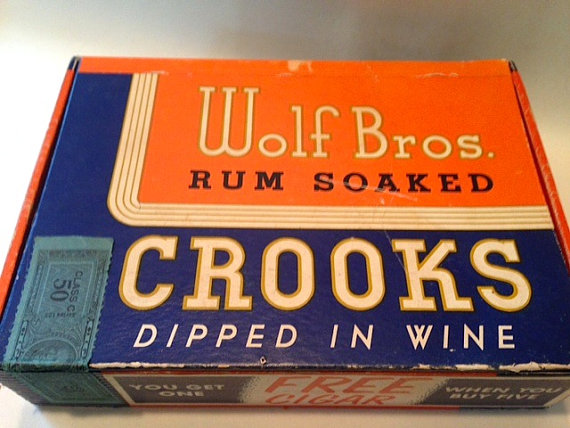 Wolf Bros.
RUM SOAKED
CROOKS
DIPPED IN WINE
CLASS
50
YOU GET
ONE
FREE
CIGAR
WHEN YOU
BUY FIVE